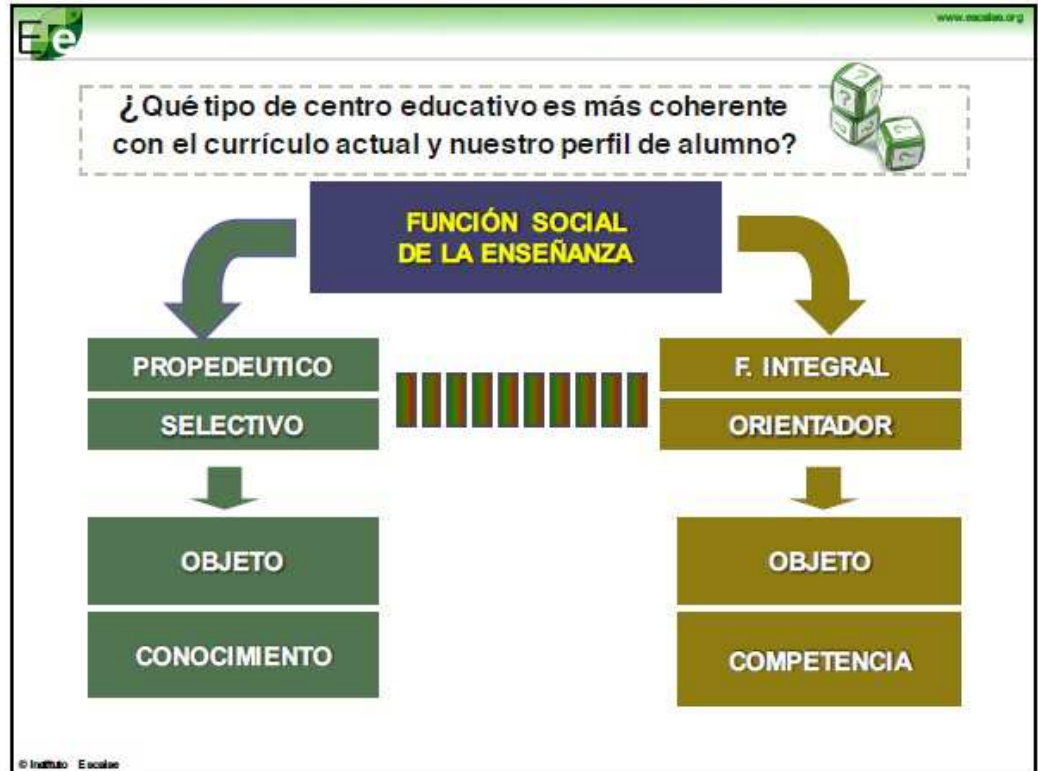 Ee
www.escalae.org
¿Qué tipo de centro educativo es más coherente
con el currículo actual y nuestro perfil de alumno?
FUNCIÓN SOCIAL
DE LA ENSEÑANZA
PROPEDEUTICO
SELECTIVO
OBJETO
CONOCIMIENTO
F. INTEGRAL
ORIENTADOR
OBJETO
COMPETENCIA
© Instituto Escalae